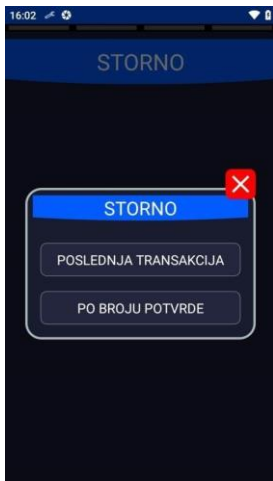 16:02
STORNO
STORNO
POSLEDNJA TRANSAKCIJA
PO BROJU POTVRDE